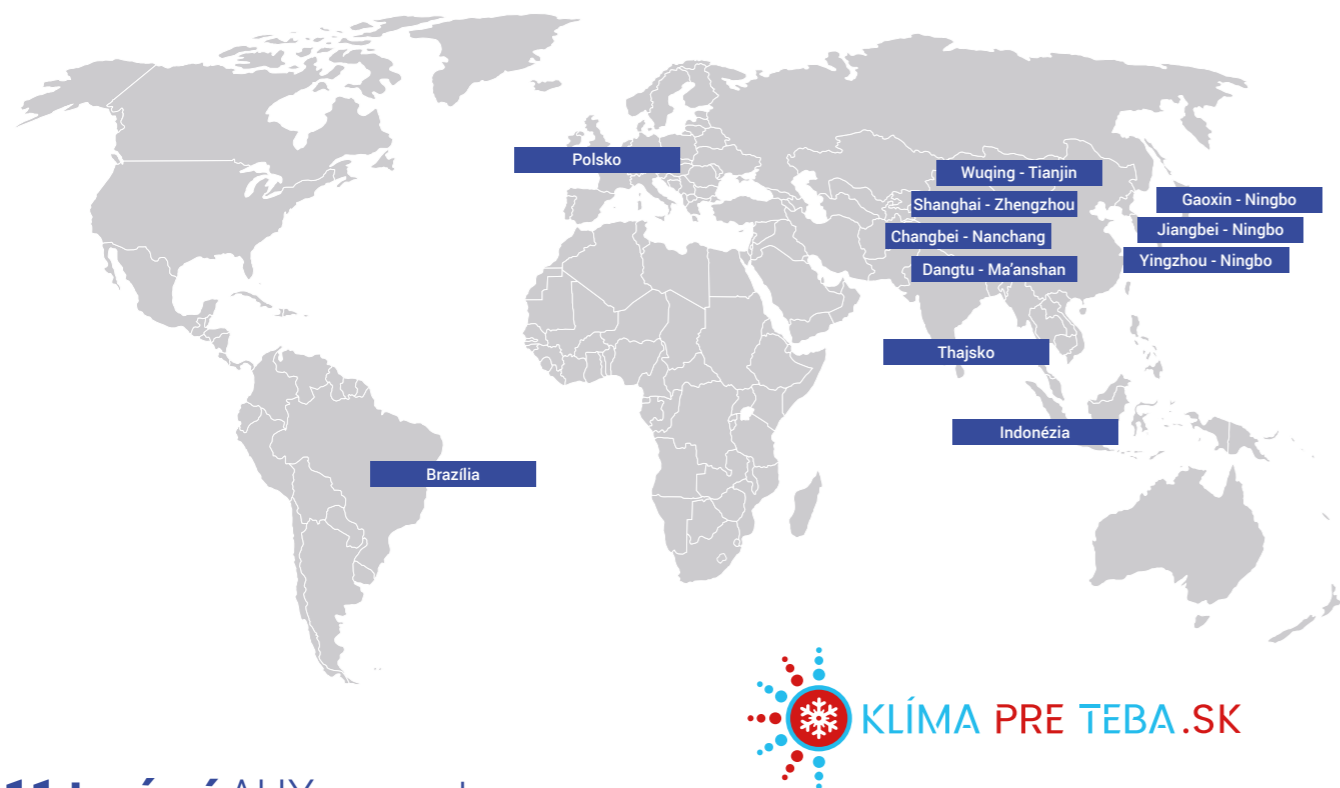 Polsko
Wuqing - Tianjin
Shanghai - Zhengzhou
Gaoxin - Ningbo
Changbei - Nanchang
Jiangbei - Ningbo
Dangtu - Ma'anshan
Yingzhou - Ningbo
Thajsko
Indonézia
Brazília
KLÍMA PRE TEBA.SK
AUX